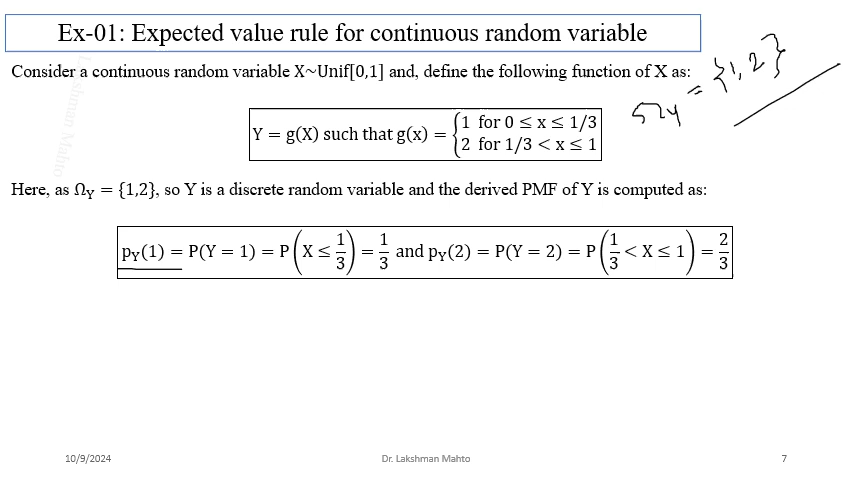 Ex-01: Expected value rule for continuous random variable
Consider a continuous random variable X~Unif[0,1] and, define the following function of X as:
Ω_Y = {1, 2}
Y = g(X) such that g(x) = {1 for 0 ≤ x ≤ 1/3
2 for 1/3 < x ≤ 1
Here, as Ω_Y = {1,2}, so Y is a discrete random variable and the derived PMF of Y is computed as:
p_Y(1) = P(Y = 1) = P(X ≤ 1/3) = 1/3 and p_Y(2) = P(Y = 2) = P(1/3 < X ≤ 1) = 2/3
Lakshman Mahto
10/9/2024
Dr. Lakshman Mahto
7